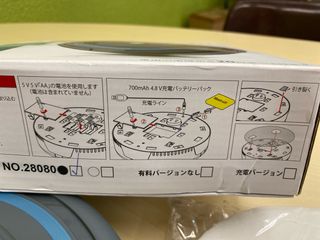 5 V 5 V「AA」の電池を使用します
(電池は含まれていません)
700mAh 4.8 V充電バッテリーパック
充電ライン
引き裂く
NO.28080
有料バージョンなし
充電バージョン